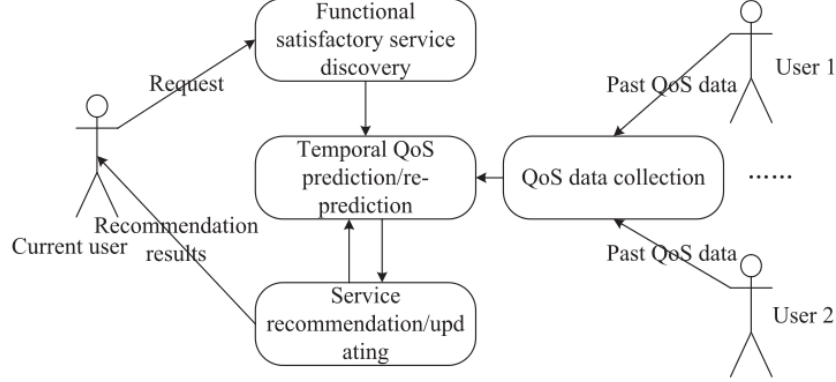 Functional
satisfactory service
discovery
Request
User 1
Past QoS data
Temporal QoS
prediction/re-
prediction
QoS data collection
······
Current user
Recommendation
results
Past QoS data
Service
recommendation/upd
ating
User 2